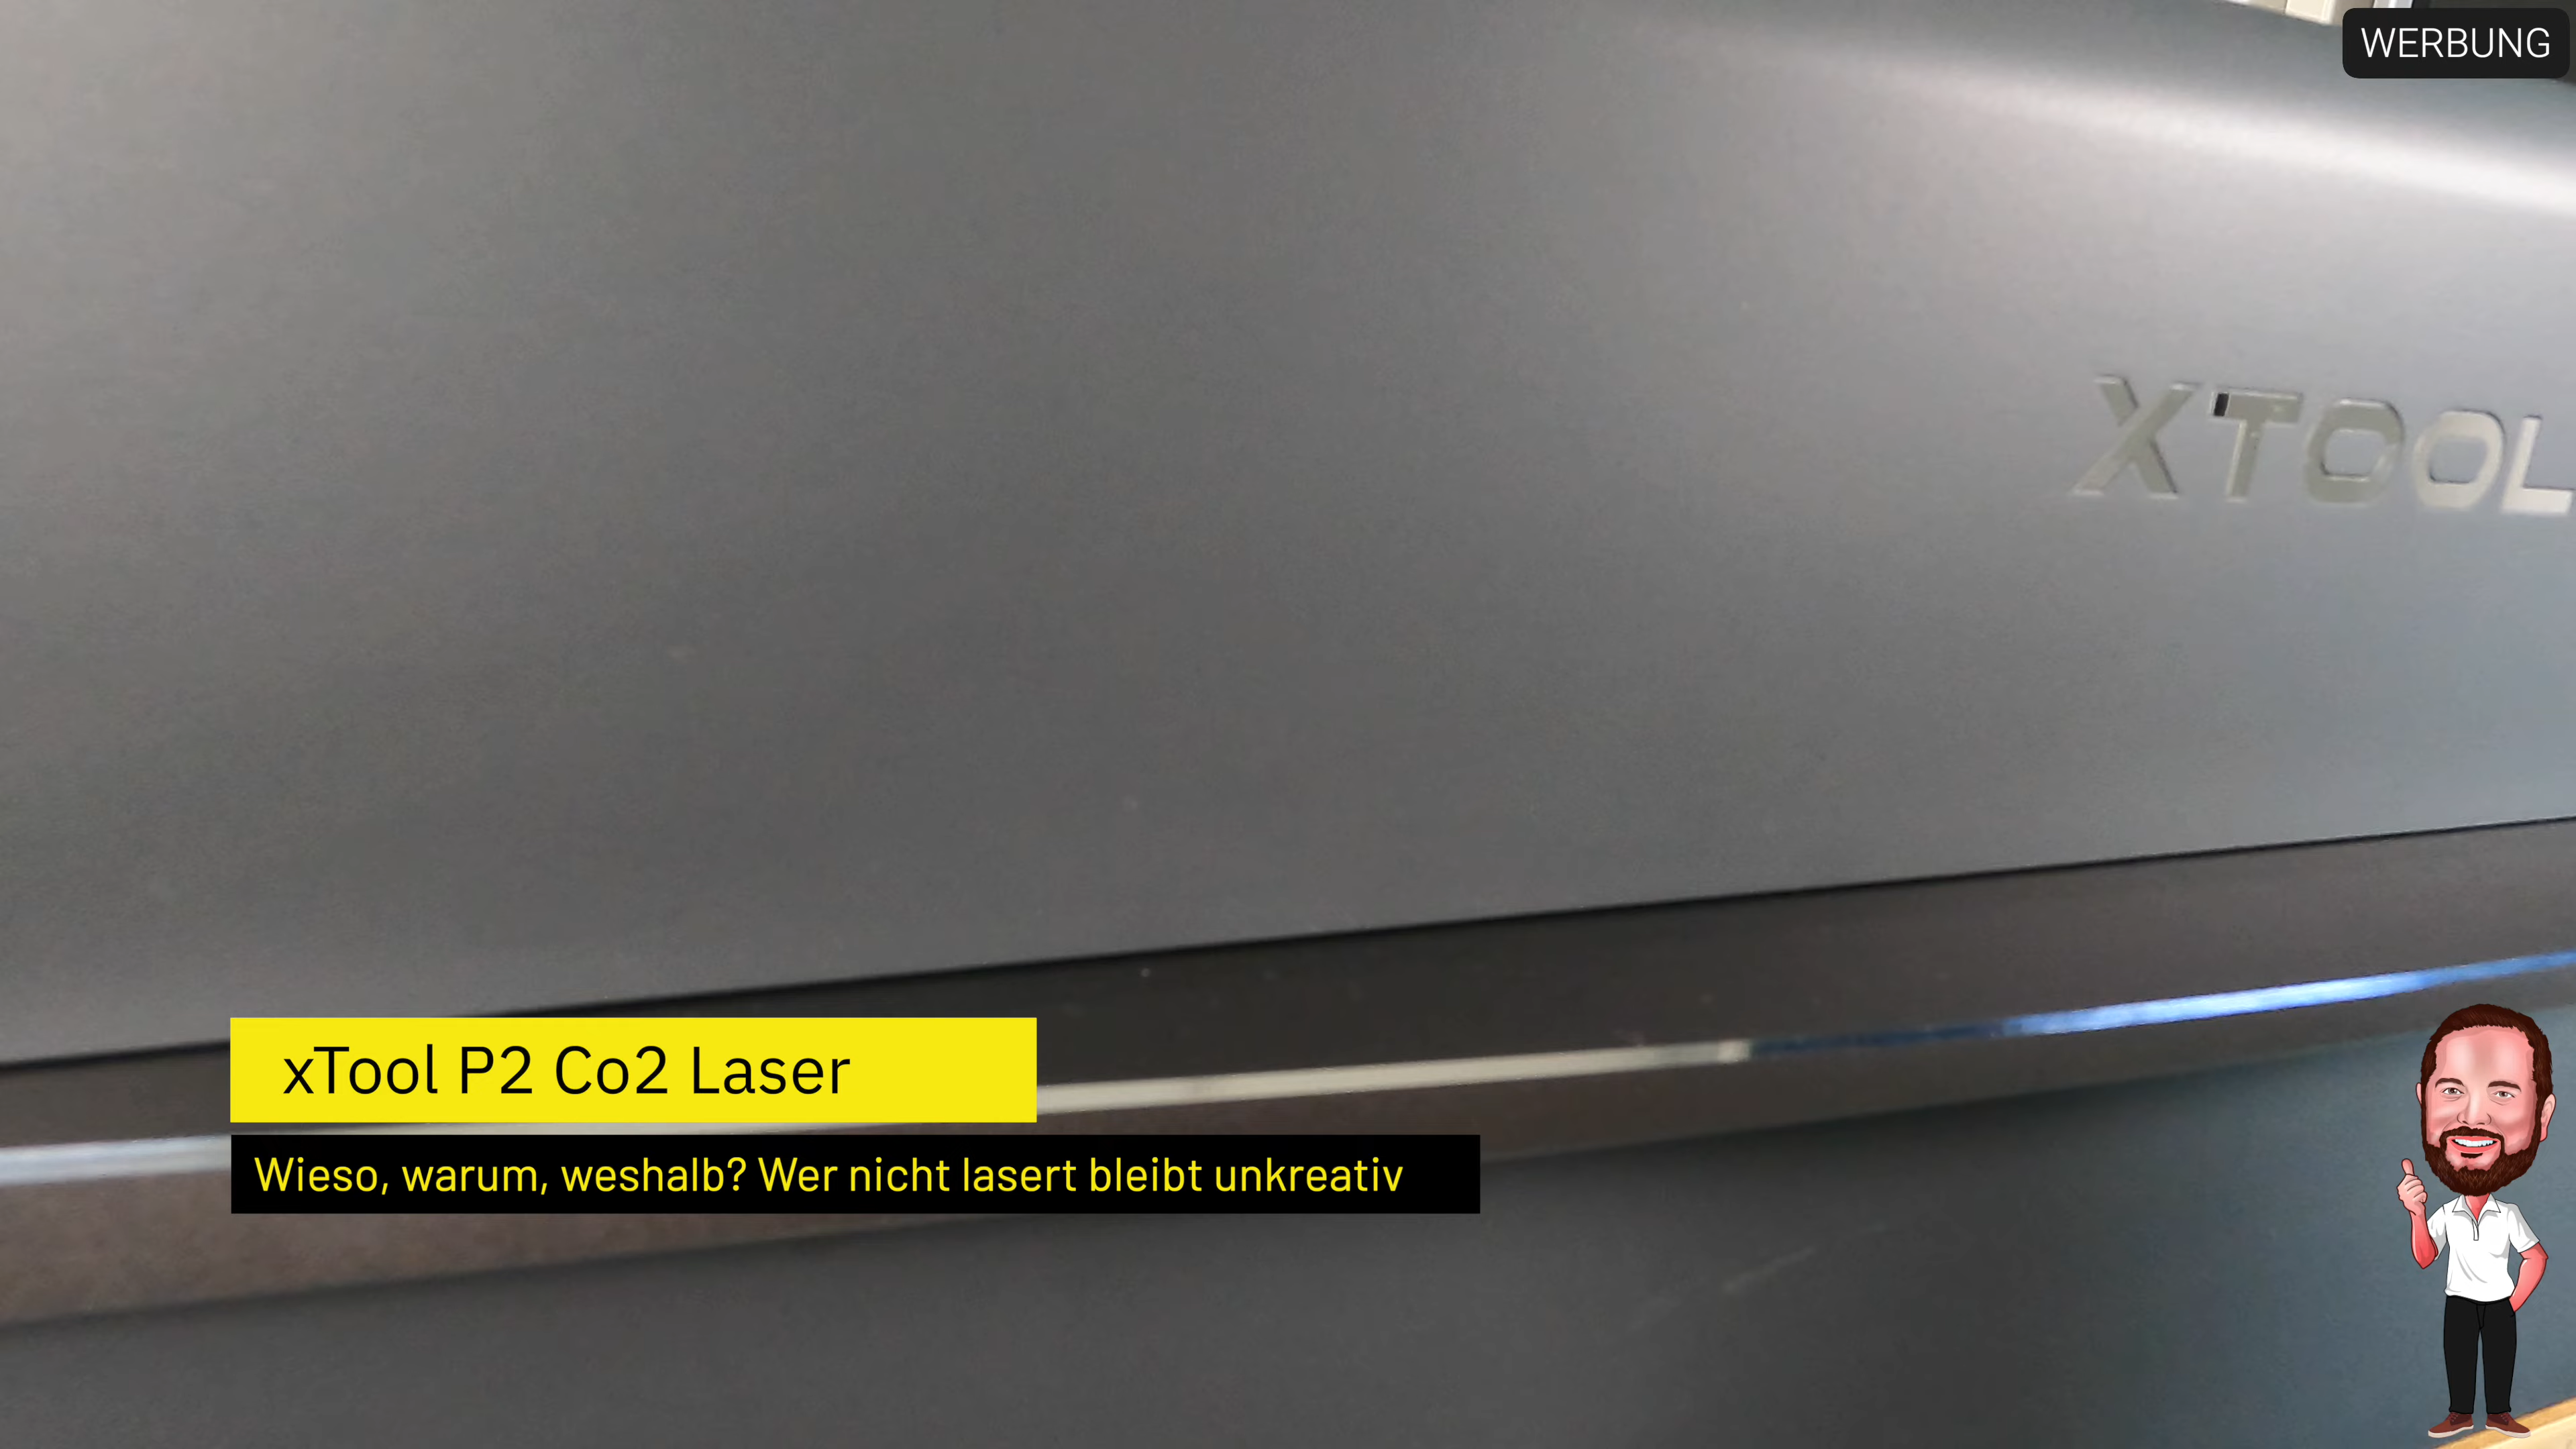 WERBUNG
XTOOL
xTool P2 Co2 Laser
Wieso, warum, weshalb? Wer nicht lasert bleibt unkreativ